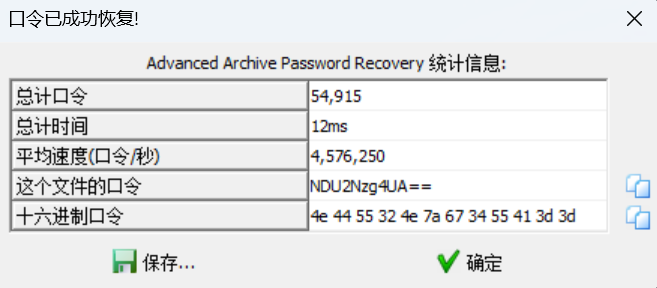 口令已成功恢复!
Advanced Archive Password Recovery 统计信息:
总计口令 54,915
总计时间 12ms
平均速度(口令/秒) 4,576,250
这个文件的口令 NDU2Nzg4UA==
十六进制口令 4e 44 55 32 4e 7a 67 34 55 41 3d 3d
保存... 确定